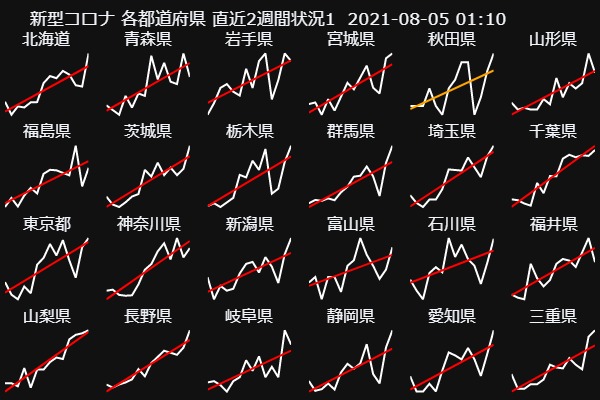 新型コロナ 各都道府県 直近2週間状況1 2021-08-05 01:10
北海道 青森県 岩手県 宮城県 秋田県 山形県
福島県 茨城県 栃木県 群馬県 埼玉県 千葉県
東京都 神奈川県 新潟県 富山県 石川県 福井県
山梨県 長野県 岐阜県 静岡県 愛知県 三重県